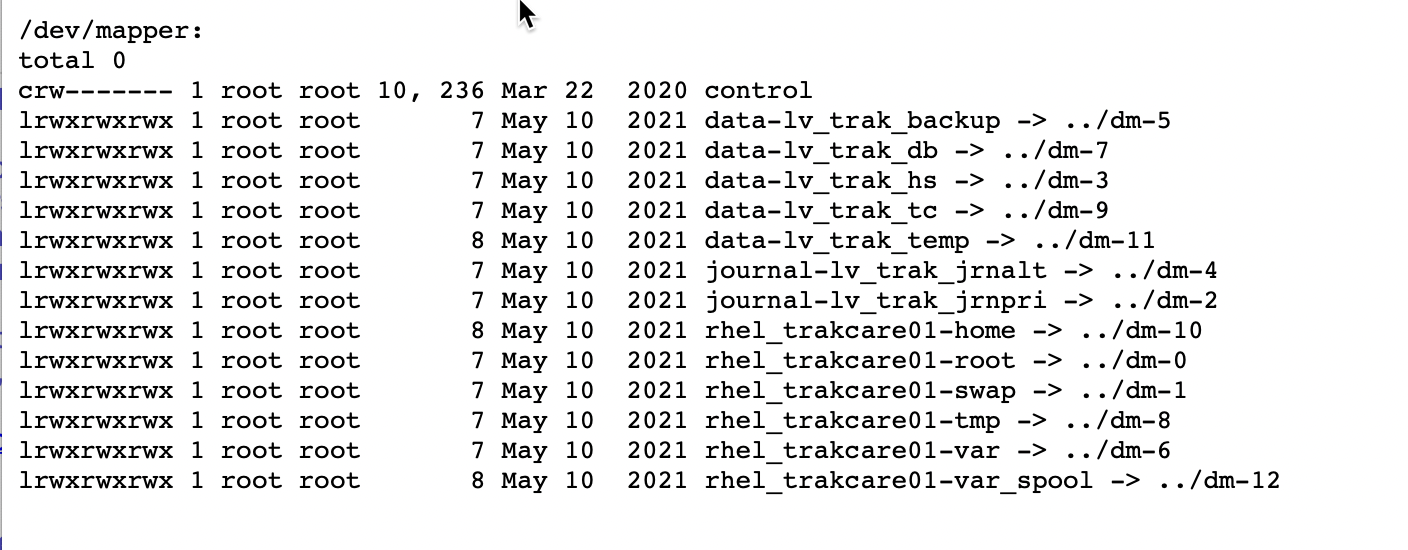 /dev/mapper:
total 0
crw------- 1 root root 10, 236 Mar 22  2020 control
lrwxrwxrwx 1 root root       7 May 10  2021 data-lv_trak_backup -> ../dm-5
lrwxrwxrwx 1 root root       7 May 10  2021 data-lv_trak_db -> ../dm-7
lrwxrwxrwx 1 root root       7 May 10  2021 data-lv_trak_hs -> ../dm-3
lrwxrwxrwx 1 root root       7 May 10  2021 data-lv_trak_tc -> ../dm-9
lrwxrwxrwx 1 root root       8 May 10  2021 data-lv_trak_temp -> ../dm-11
lrwxrwxrwx 1 root root       7 May 10  2021 journal-lv_trak_jrnalt -> ../dm-4
lrwxrwxrwx 1 root root       7 May 10  2021 journal-lv_trak_jrnpri -> ../dm-2
lrwxrwxrwx 1 root root       8 May 10  2021 rhel_trakcare01-home -> ../dm-10
lrwxrwxrwx 1 root root       7 May 10  2021 rhel_trakcare01-root -> ../dm-0
lrwxrwxrwx 1 root root       7 May 10  2021 rhel_trakcare01-swap -> ../dm-1
lrwxrwxrwx 1 root root       7 May 10  2021 rhel_trakcare01-tmp -> ../dm-8
lrwxrwxrwx 1 root root       7 May 10  2021 rhel_trakcare01-var -> ../dm-6
lrwxrwxrwx 1 root root       8 May 10  2021 rhel_trakcare01-var_spool -> ../dm-12